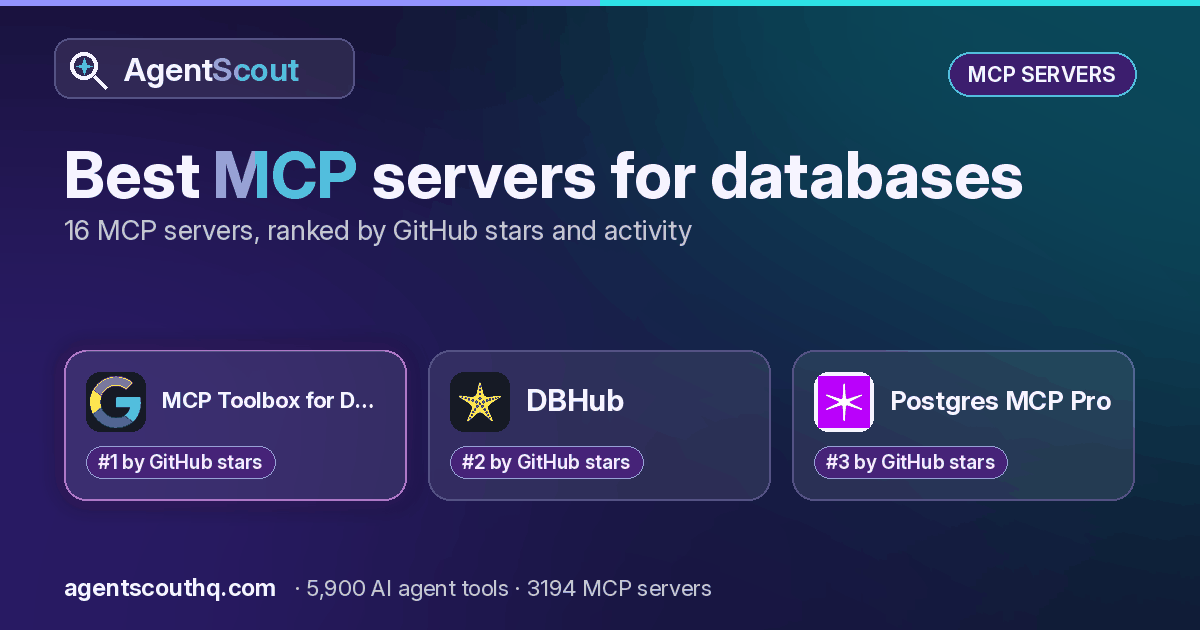 AgentScout
MCP SERVERS
Best MCP servers for databases
16 MCP servers, ranked by GitHub stars and activity
MCP Toolbox for D...
#1 by GitHub stars
DBHub
#2 by GitHub stars
Postgres MCP Pro
#3 by GitHub stars
agentscouthq.com · 5,900 AI agent tools · 3194 MCP servers